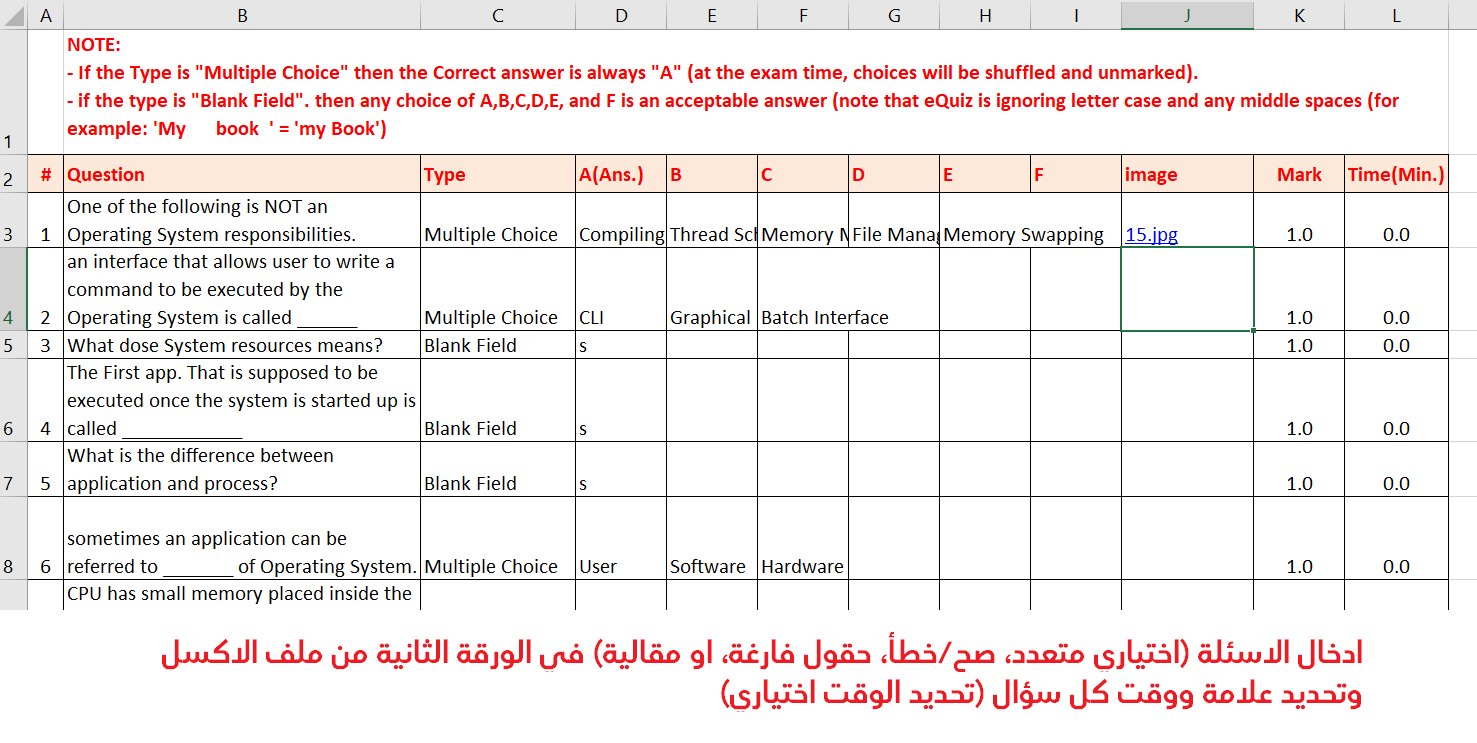 A B C D E F G H I J K L
1 NOTE:
- If the Type is "Multiple Choice" then the Correct answer is always "A" (at the exam time, choices will be shuffled and unmarked).
- if the type is "Blank Field". then any choice of A,B,C,D,E, and F is an acceptable answer (note that eQuiz is ignoring letter case and any middle spaces (for
example: 'My      book  ' = 'my Book')
2 # Question Type A(Ans.) B C D E F image Mark Time(Min.)
One of the following is NOT an
3 1 Operating System responsibilities. Multiple Choice Compiling Thread Scl Memory M File Manag Memory Swapping 15.jpg 1.0 0.0
an interface that allows user to write a
command to be executed by the
4 2 Operating System is called ______ Multiple Choice CLI Graphical Batch Interface 1.0 0.0
5 3 What dose System resources means? Blank Field s 1.0 0.0
The First app. That is supposed to be
executed once the system is started up is
6 4 called ____________ Blank Field s 1.0 0.0
What is the difference between
7 5 application and process? Blank Field s 1.0 0.0
sometimes an application can be
8 6 referred to _______ of Operating System. Multiple Choice User Software Hardware 1.0 0.0
CPU has small memory placed inside the
ادخال الاسئلة (اختياري متعدد، صح/خطأ، حقول فارغة، او مقالية) في الورقة الثانية من ملف الاكسل
وتحديد علامة ووقت كل سؤال (تحديد الوقت اختياري)